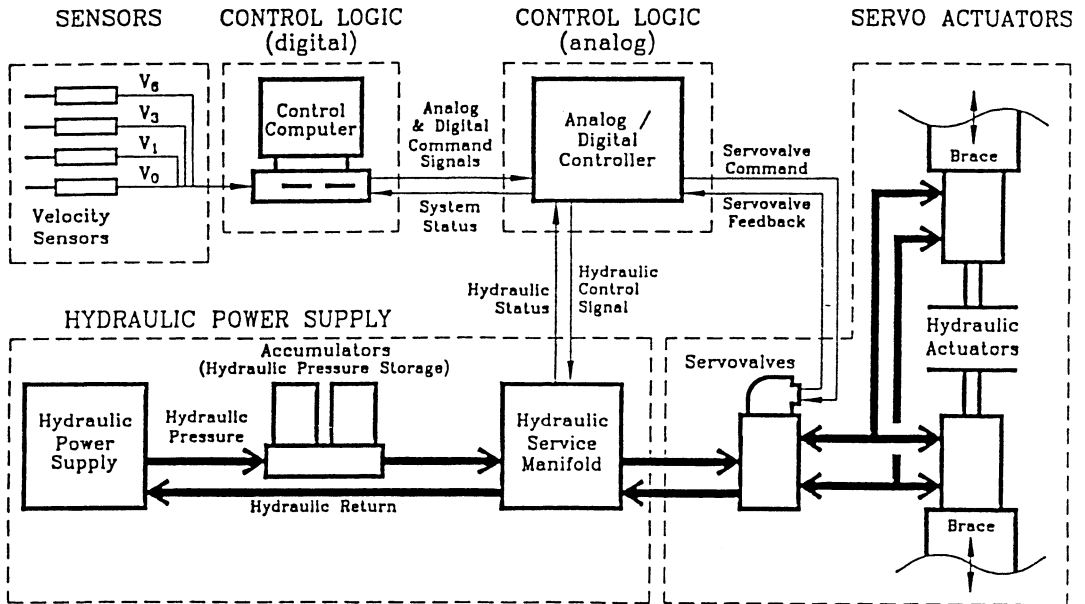 SENSORS
CONTROL LOGIC
(digital)
CONTROL LOGIC
(analog)
SERVO ACTUATORS
V6
V3
V1
V0
Velocity
Sensors
Control
Computer
Analog
& Digital
Command
Signals
System
Status
Analog /
Digital
Controller
Servovalve
Command
Servovalve
Feedback
Brace
Hydraulic
Status
Hydraulic
Control
Signal
Hydraulic
Actuators
HYDRAULIC POWER SUPPLY
Accumulators
(Hydraulic Pressure Storage)
Servovalves
Hydraulic
Power
Supply
Hydraulic
Pressure
Hydraulic
Service
Manifold
Hydraulic Return
Brace